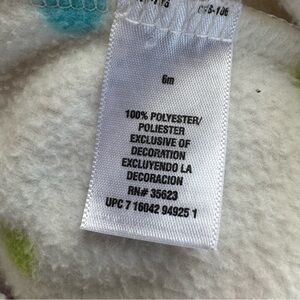 6m
100% POLYESTER/
POLIESTER
EXCLUSIVE OF
DECORATION
EXCLUYENDO LA
DECORACION
RN# 35623
UPC 7 16042 94925 1